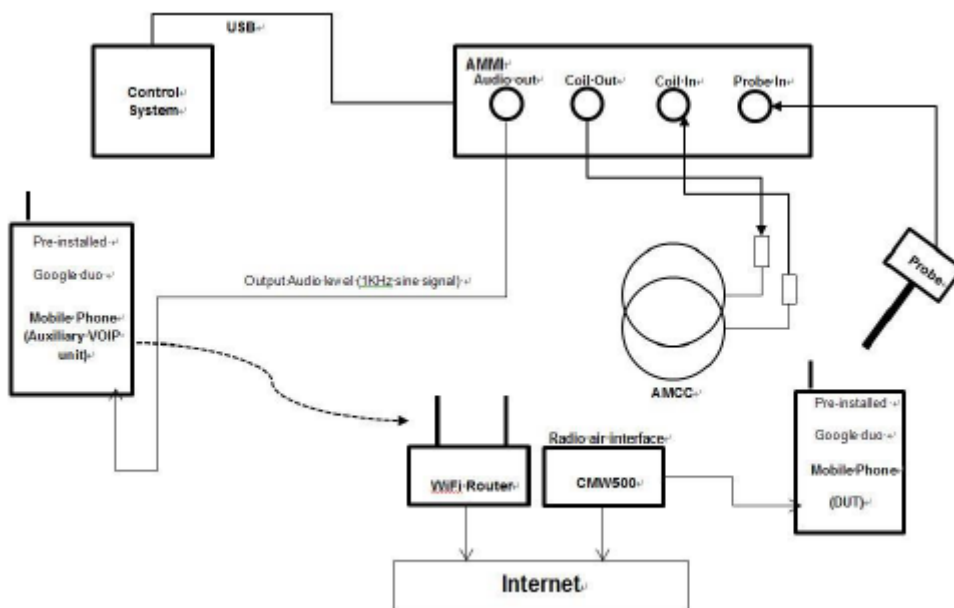 USB
Control
System
AMMI
Audio out
Coil Out
Coil In
Probe In
Pre-installed
Google duo
Mobile Phone
(Auxiliary VOIP
unit)
Output Audio level (1KHz sine signal)
Probe
AMCC
Radio air interface
WiFi Router
CMW500
Pre-installed
Google duo
Mobile Phone
(DUT)
Internet